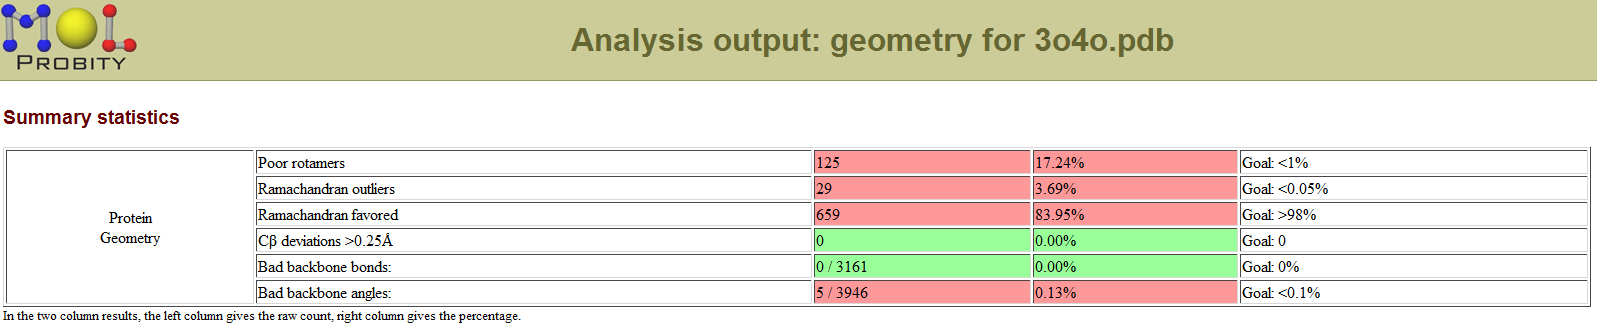 MOL
PROBITY
Analysis output: geometry for 3o4o.pdb
Summary statistics
Protein Geometry
Poor rotamers 125 17.24% Goal: <1%
Ramachandran outliers 29 3.69% Goal: <0.05%
Ramachandran favored 659 83.95% Goal: >98%
Cβ deviations >0.25Å 0 0.00% Goal: 0
Bad backbone bonds: 0 / 3161 0.00% Goal: 0%
Bad backbone angles: 5 / 3946 0.13% Goal: <0.1%
In the two column results, the left column gives the raw count, right column gives the percentage.